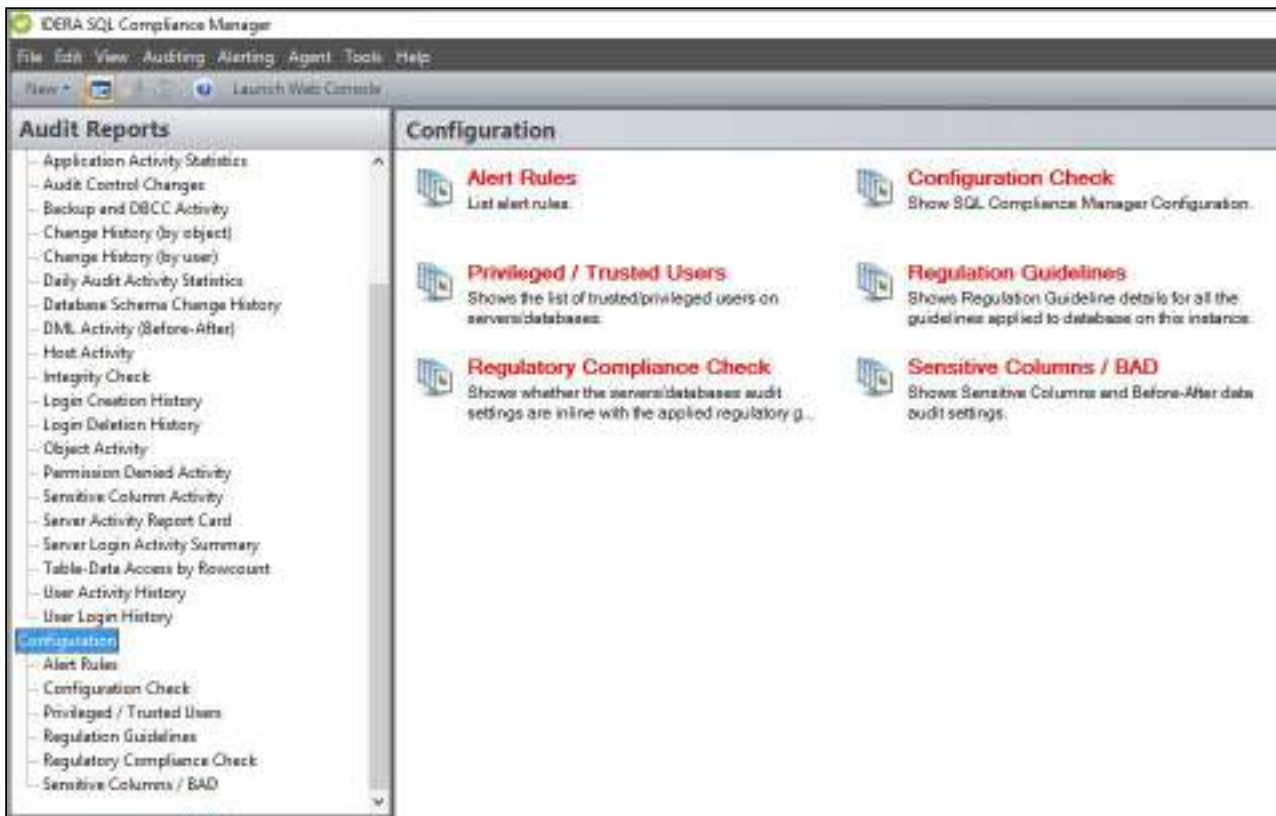 IDERA SQL Compliance Manager
File Edit View Auditing Alerting Agent Tools Help
New Launch Web Console
Audit Reports
Application Activity Statistics
Audit Control Changes
Backup and DBCC Activity
Change History (by object)
Change History (by user)
Daily Audit Activity Statistics
Database Schema Change History
DML Activity (Before-After)
Host Activity
Integrity Check
Login Creation History
Login Deletion History
Object Activity
Permission Denied Activity
Sensitive Column Activity
Server Activity Report Card
Server Login Activity Summary
Table-Data Access by Rowcount
User Activity History
User Login History
Configuration
Alert Rules
Configuration Check
Privileged / Trusted Users
Regulation Guidelines
Regulatory Compliance Check
Sensitive Columns / BAD
Configuration
Alert Rules
List alert rules.
Configuration Check
Show SQL Compliance Manager Configuration.
Privileged / Trusted Users
Shows the list of trusted/privileged users on
servers/databases.
Regulation Guidelines
Shows Regulation Guideline details for all the
guidelines applied to database on this instance.
Regulatory Compliance Check
Shows whether the servers/databases audit
settings are inline with the applied regulatory g...
Sensitive Columns / BAD
Shows Sensitive Columns and Before-After data
audit settings.